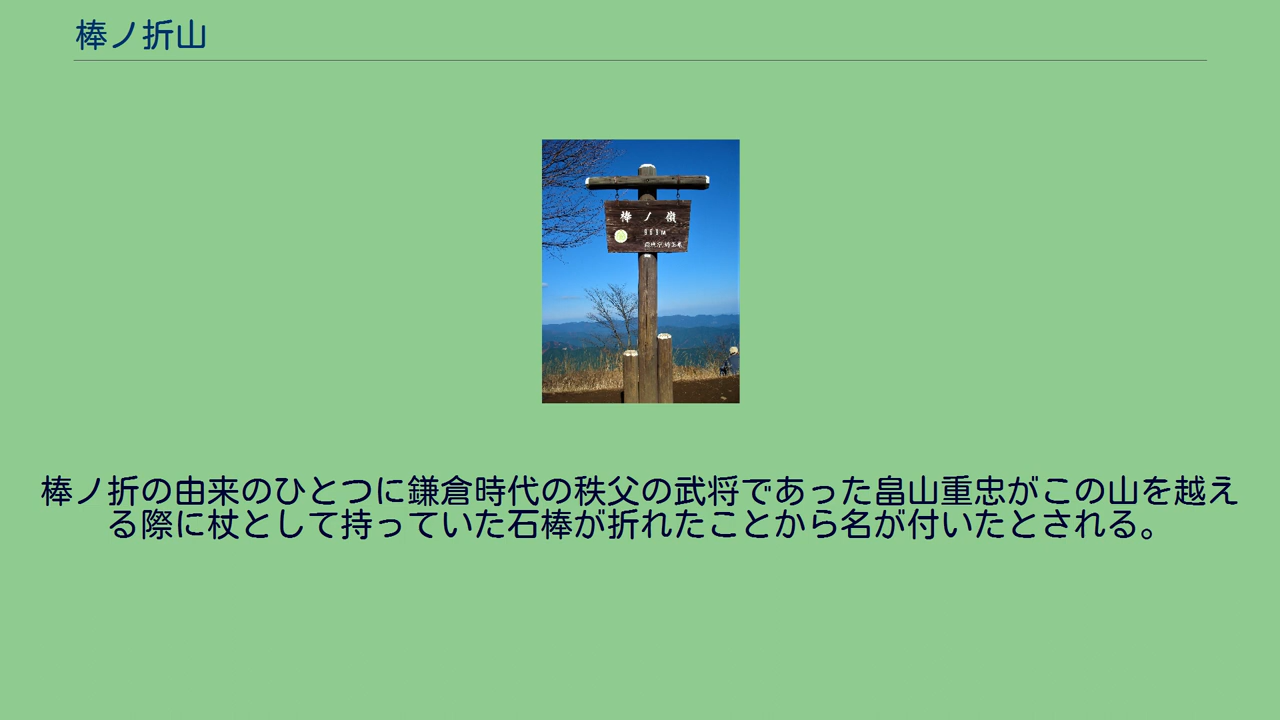 棒ノ折山
棒ノ嶺
969m
棒ノ折の由来のひとつに鎌倉時代の秩父の武将であった畠山重忠がこの山を越え
る際に杖として持っていた石棒が折れたことから名が付いたとされる。